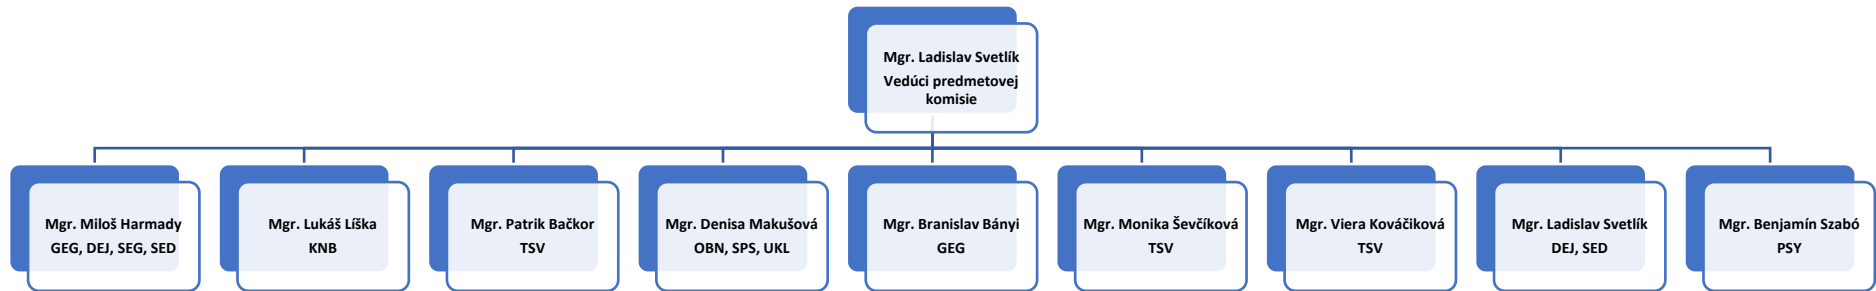 Mgr. Ladislav Svetlík
Vedúci predmetovej
komisie
Mgr. Miloš Harmady
GEG, DEJ, SEG, SED
Mgr. Lukáš Líška
KNB
Mgr. Patrik Bačkor
TSV
Mgr. Denisa Makušová
OBN, SPS, UKL
Mgr. Branislav Bányi
GEG
Mgr. Monika Ševčíková
TSV
Mgr. Viera Kováčiková
TSV
Mgr. Ladislav Svetlík
DEJ, SED
Mgr. Benjamín Szabó
PSY